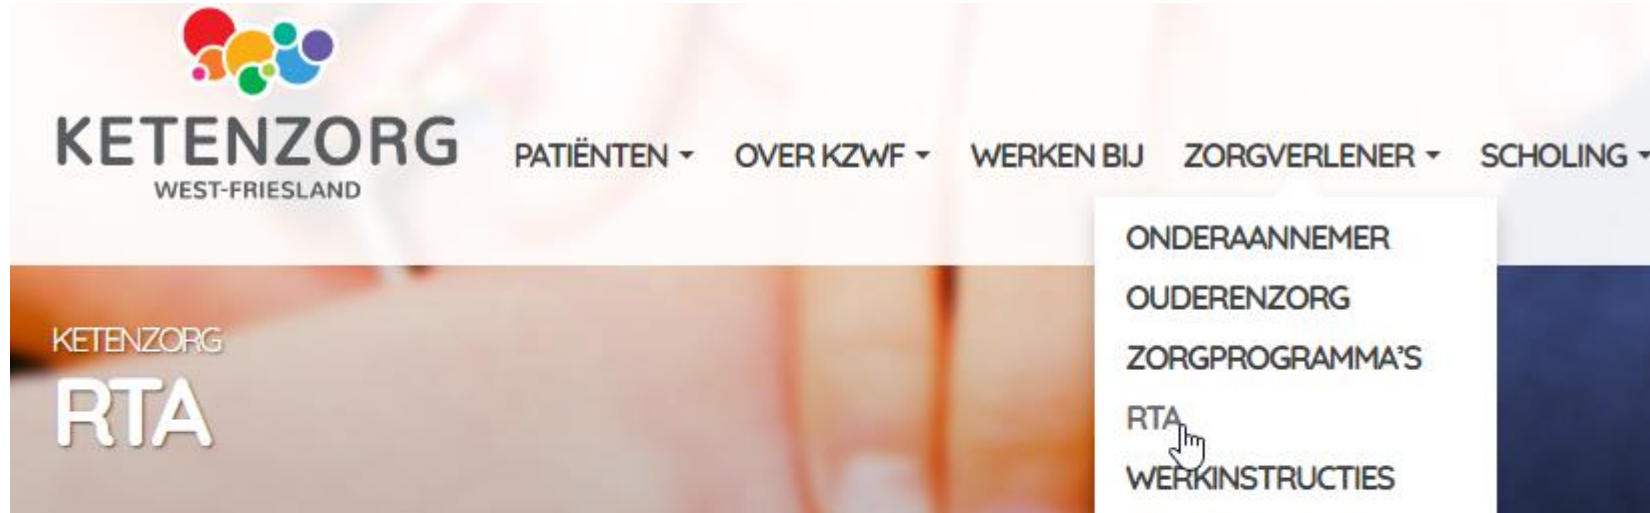 KETENZORG
WEST-FRIESLAND
PATIËNTEN
OVER KZWF
WERKEN BIJ
ZORGVERLENER
SCHOLING
ONDERAANNEMER
OUDERENZORG
ZORGPROGRAMMA'S
RTA
WERKINSTRUCTIES
KETENZORG
RTA